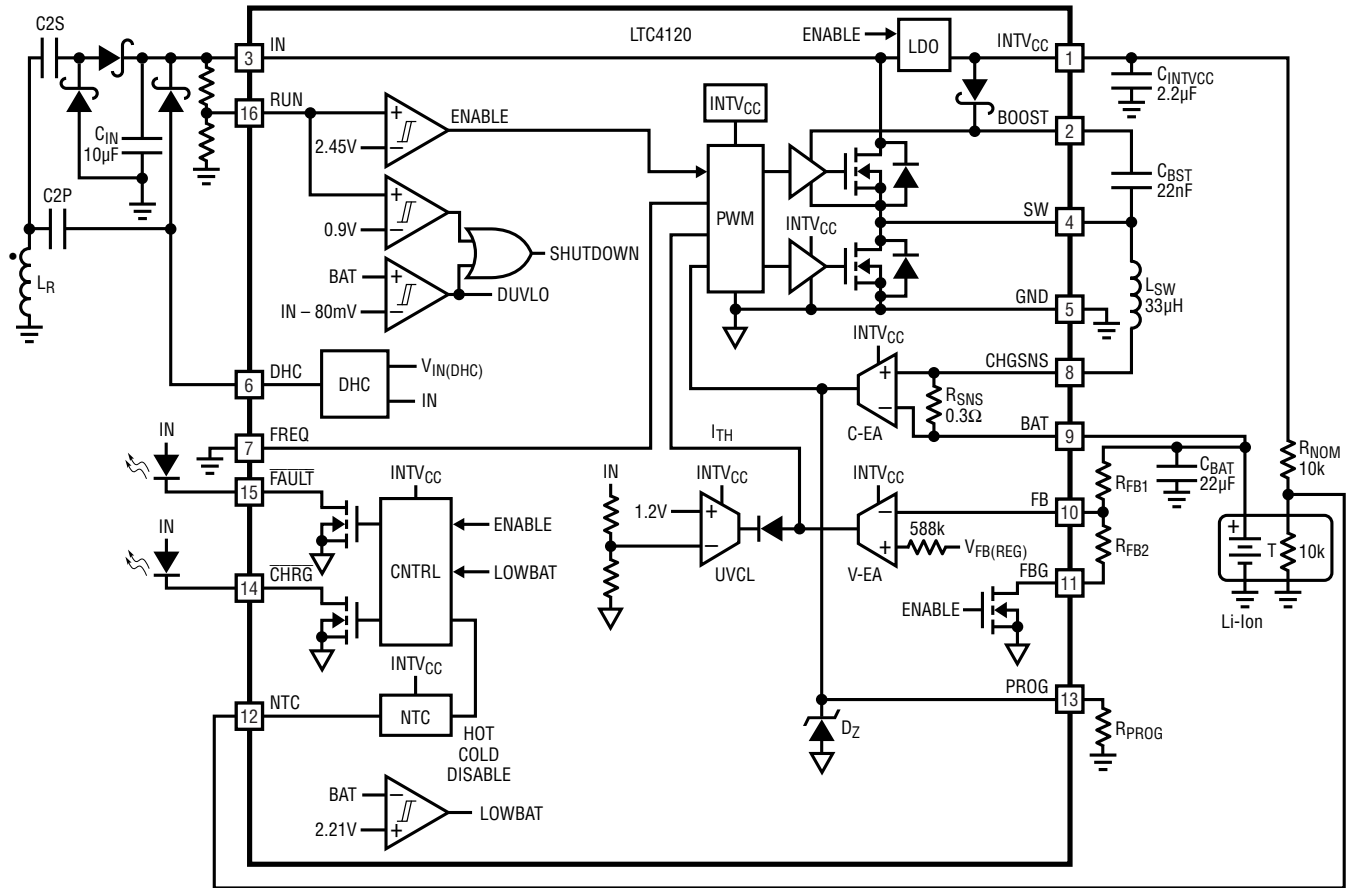 C2S
3
IN
LTC4120
ENABLE
LDO
INTVCC
1
CINTVCC
2.2µF
16
RUN
CIN
10µF
+
ENABLE
2.45V
−
INTVCC
BOOST
2
CBST
22nF
+
0.9V
−
PWM
SW
4
C2P
LR
SHUTDOWN
BAT
+
DUVLO
IN – 80mV
−
INTVCC
GND
5
LSW
33µH
6
DHC
DHC
VIN(DHC)
IN
INTVCC
CHGSNS
8
+
−
RSNS
0.3Ω
C-EA
BAT
9
7
FREQ
IN
ITH
RNOM
10k
15
FAULT
INTVCC
ENABLE
LOWBAT
CNTRL
IN
14
CHRG
IN
1.2V
INTVCC
+
−
UVCL
INTVCC
−
+
V-EA
588k
VFB(REG)
FB
10
RFB1
CBAT
22µF
RFB2
FBG
11
ENABLE
+
T
10k
Li-Ion
INTVCC
12
NTC
NTC
HOT
COLD
DISABLE
DZ
PROG
13
RPROG
BAT
−
2.21V
+
LOWBAT